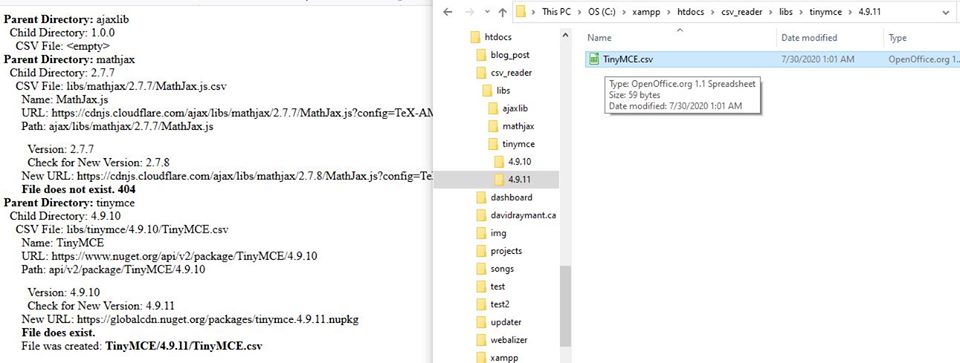 Parent Directory: ajaxlib
Child Directory: 1.0.0
CSV File: <empty>
Parent Directory: mathjax
Child Directory: 2.7.7
CSV File: libs/mathjax/2.7.7/MathJax.js.csv
Name: MathJax.js
URL: https://cdnjs.cloudflare.com/ajax/libs/mathjax/2.7.7/MathJax.js?config=TeX-AM
Path: ajax/libs/mathjax/2.7.7/MathJax.js
Version: 2.7.7
Check for New Version: 2.7.8
New URL: https://cdnjs.cloudflare.com/ajax/libs/mathjax/2.7.8/MathJax.js?config=Te
File does not exist. 404
Parent Directory: tinymce
Child Directory: 4.9.10
CSV File: libs/tinymce/4.9.10/TinyMCE.csv
Name: TinyMCE
URL: https://www.nuget.org/api/v2/package/TinyMCE/4.9.10
Path: api/v2/package/TinyMCE/4.9.10
Version: 4.9.10
Check for New Version: 4.9.11
New URL: https://globalcdn.nuget.org/packages/tinymce.4.9.11.nupkg
File does exist.
File was created: TinyMCE/4.9.11/TinyMCE.csv
This PC > OS (C:) > xampp > htdocs > csv_reader > libs > tinymce > 4.9.11
htdocs
blog_post
csv_reader
libs
ajaxlib
mathjax
tinymce
4.9.10
4.9.11
dashboard
davidraymant.ca
img
projects
songs
test
test2
updater
webalizer
xampp
Name Date modified Type
TinyMCE.csv 7/30/2020 1:01 AM OpenOffice.org 1...
Type: OpenOffice.org 1.1 Spreadsheet
Size: 59 bytes
Date modified: 7/30/2020 1:01 AM